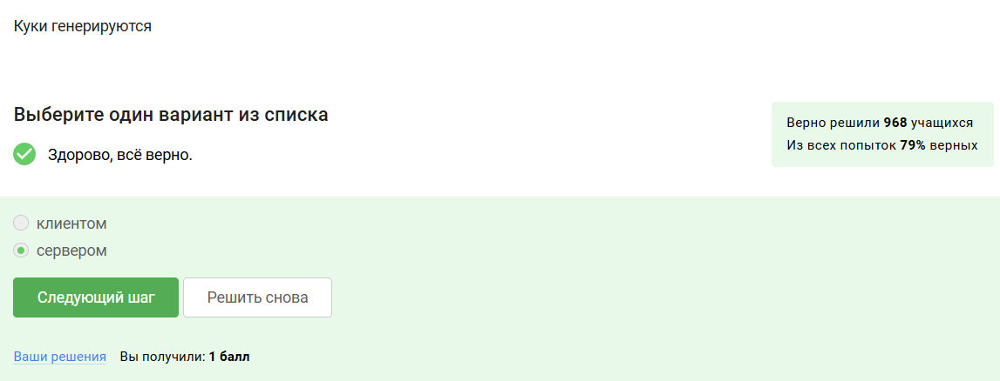 Куки генерируются
Выберите один вариант из списка
Здорово, всё верно.
Верно решили 968 учащихся
Из всех попыток 79% верных
клиентом
сервером
Следующий шаг
Решить снова
Ваши решения Вы получили: 1 балл